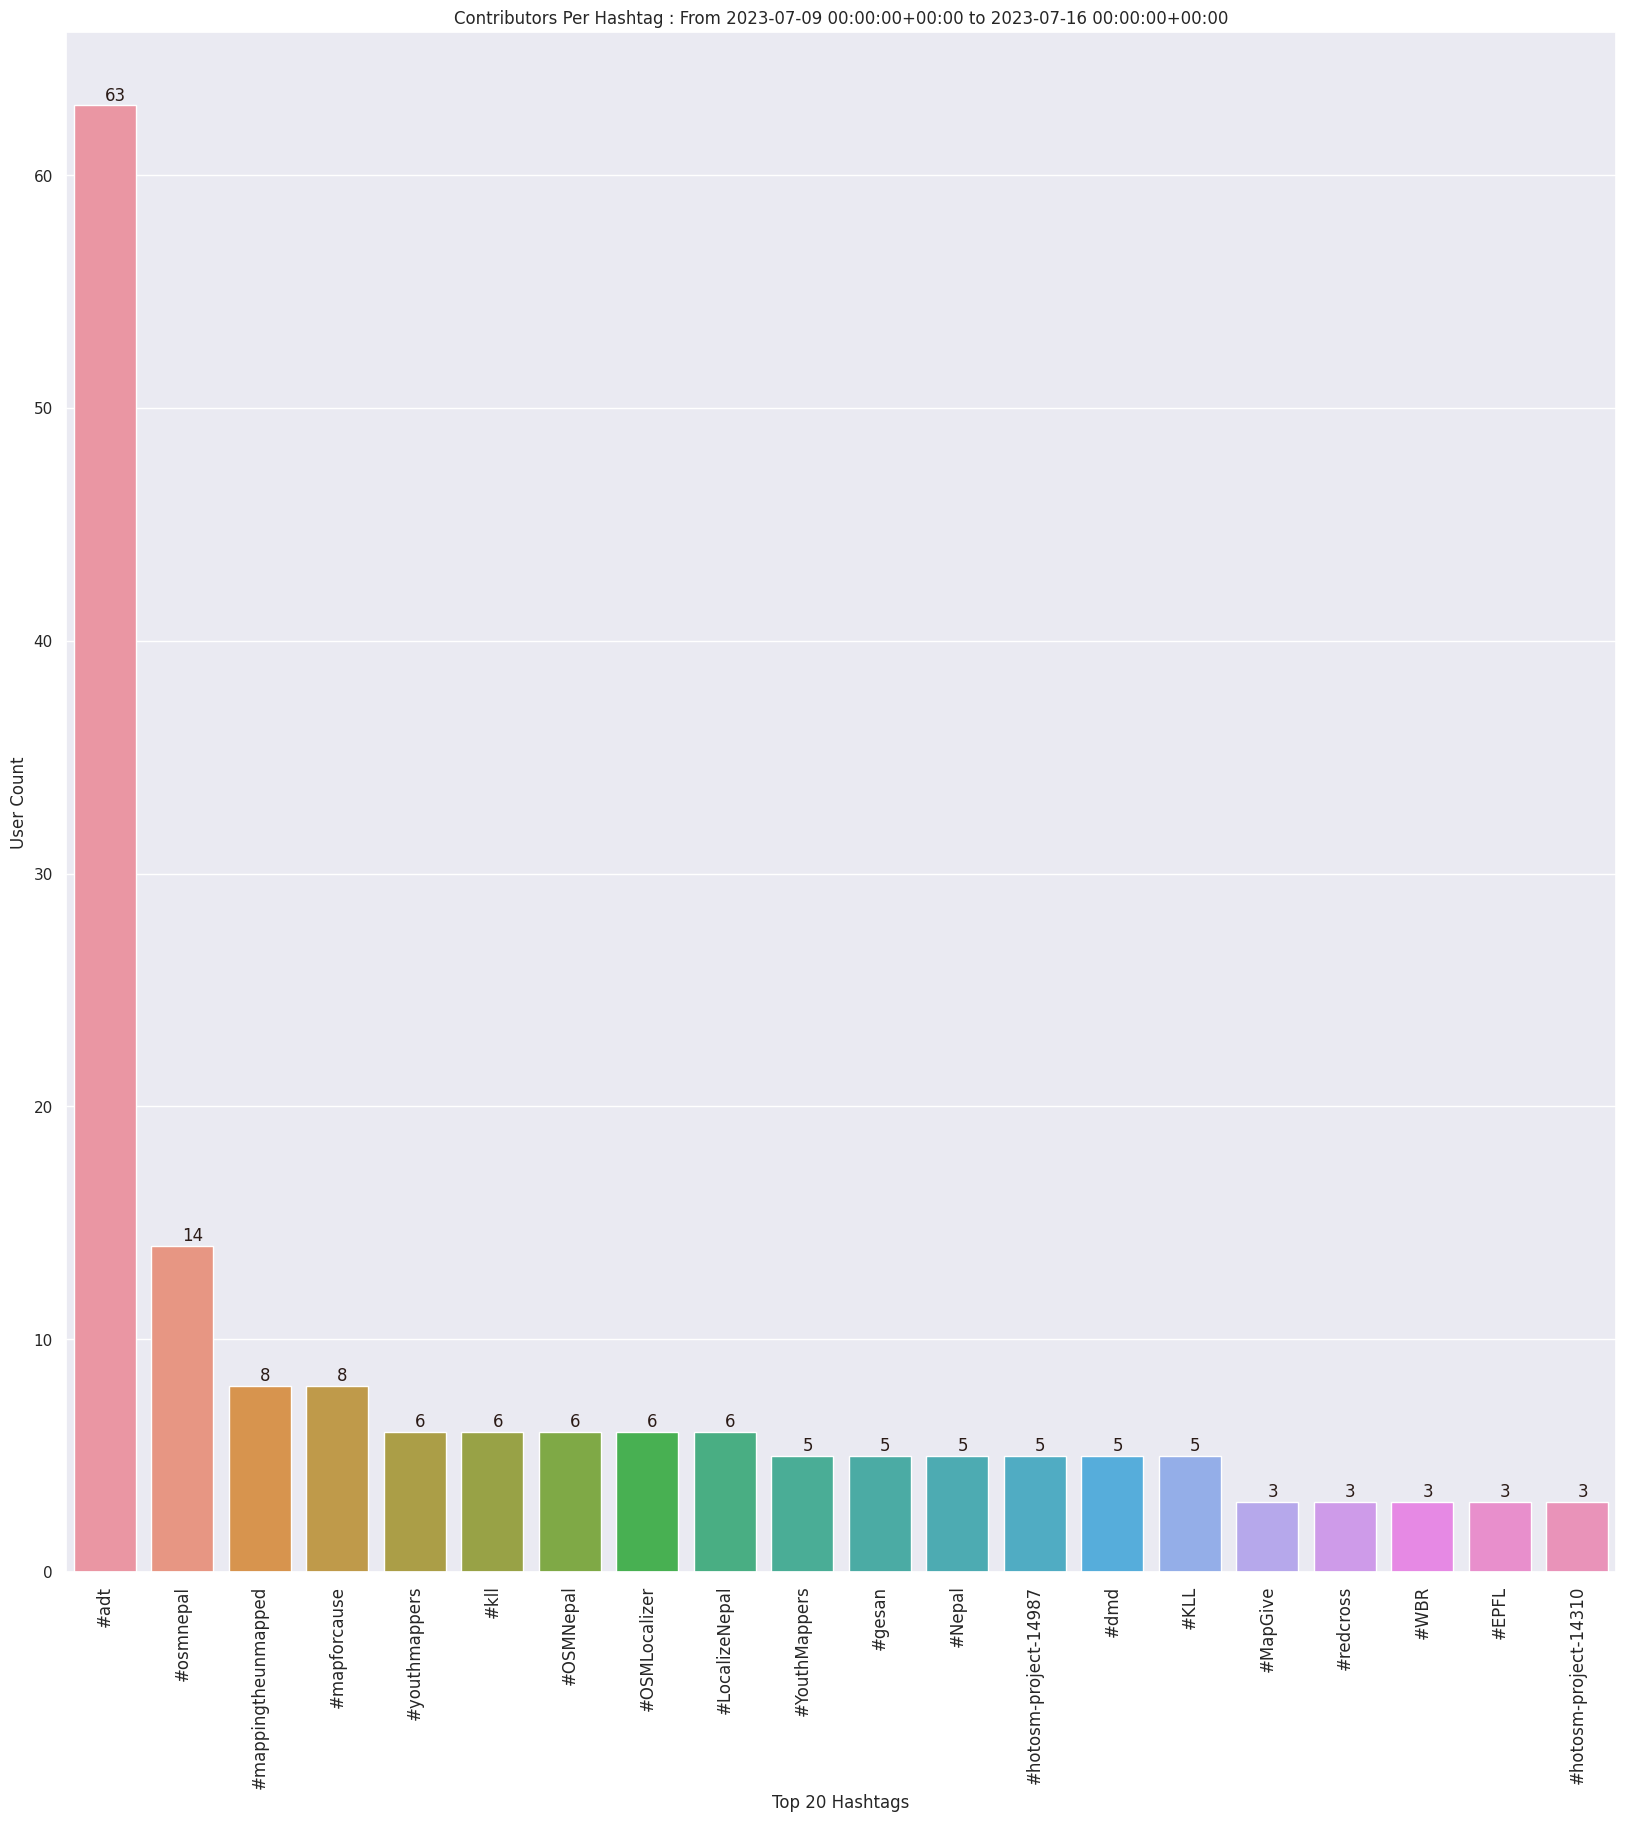 Contributors Per Hashtag : From 2023-07-09 00:00:00+00:00 to 2023-07-16 00:00:00+00:00
User Count
60
50
40
30
20
10
0
63
14
8
8
6
6
6
6
6
5
5
5
5
5
5
3
3
3
3
3
#adt
#osmnepal
#mappingtheunmapped
#mapforcause
#youthmappers
#kll
#OSMNepal
#OSMLocalizer
#LocalizeNepal
#YouthMappers
#gesan
#Nepal
#hotosm-project-14987
#dmd
#KLL
#MapGive
#redcross
#WBR
#EPFL
#hotosm-project-14310
Top 20 Hashtags